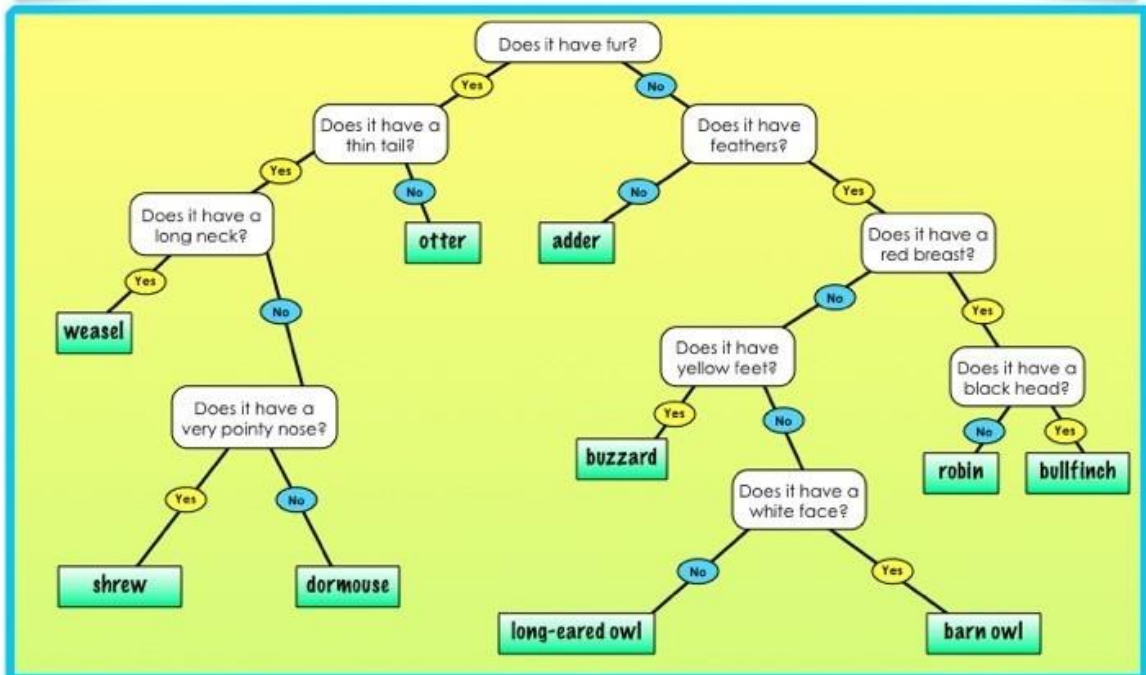 Does it have fur?
Yes
No
Does it have a
thin tail?
Does it have
feathers?
Yes
No
No
Yes
Does it have a
long neck?
otter
adder
Does it have a
red breast?
Yes
No
No
Yes
weasel
Does it have
yellow feet?
Does it have a
black head?
Does it have a
very pointy nose?
Yes
No
No
Yes
buzzard
robin
bullfinch
Does it have a
white face?
Yes
No
No
Yes
shrew
dormouse
long-eared owl
barn owl